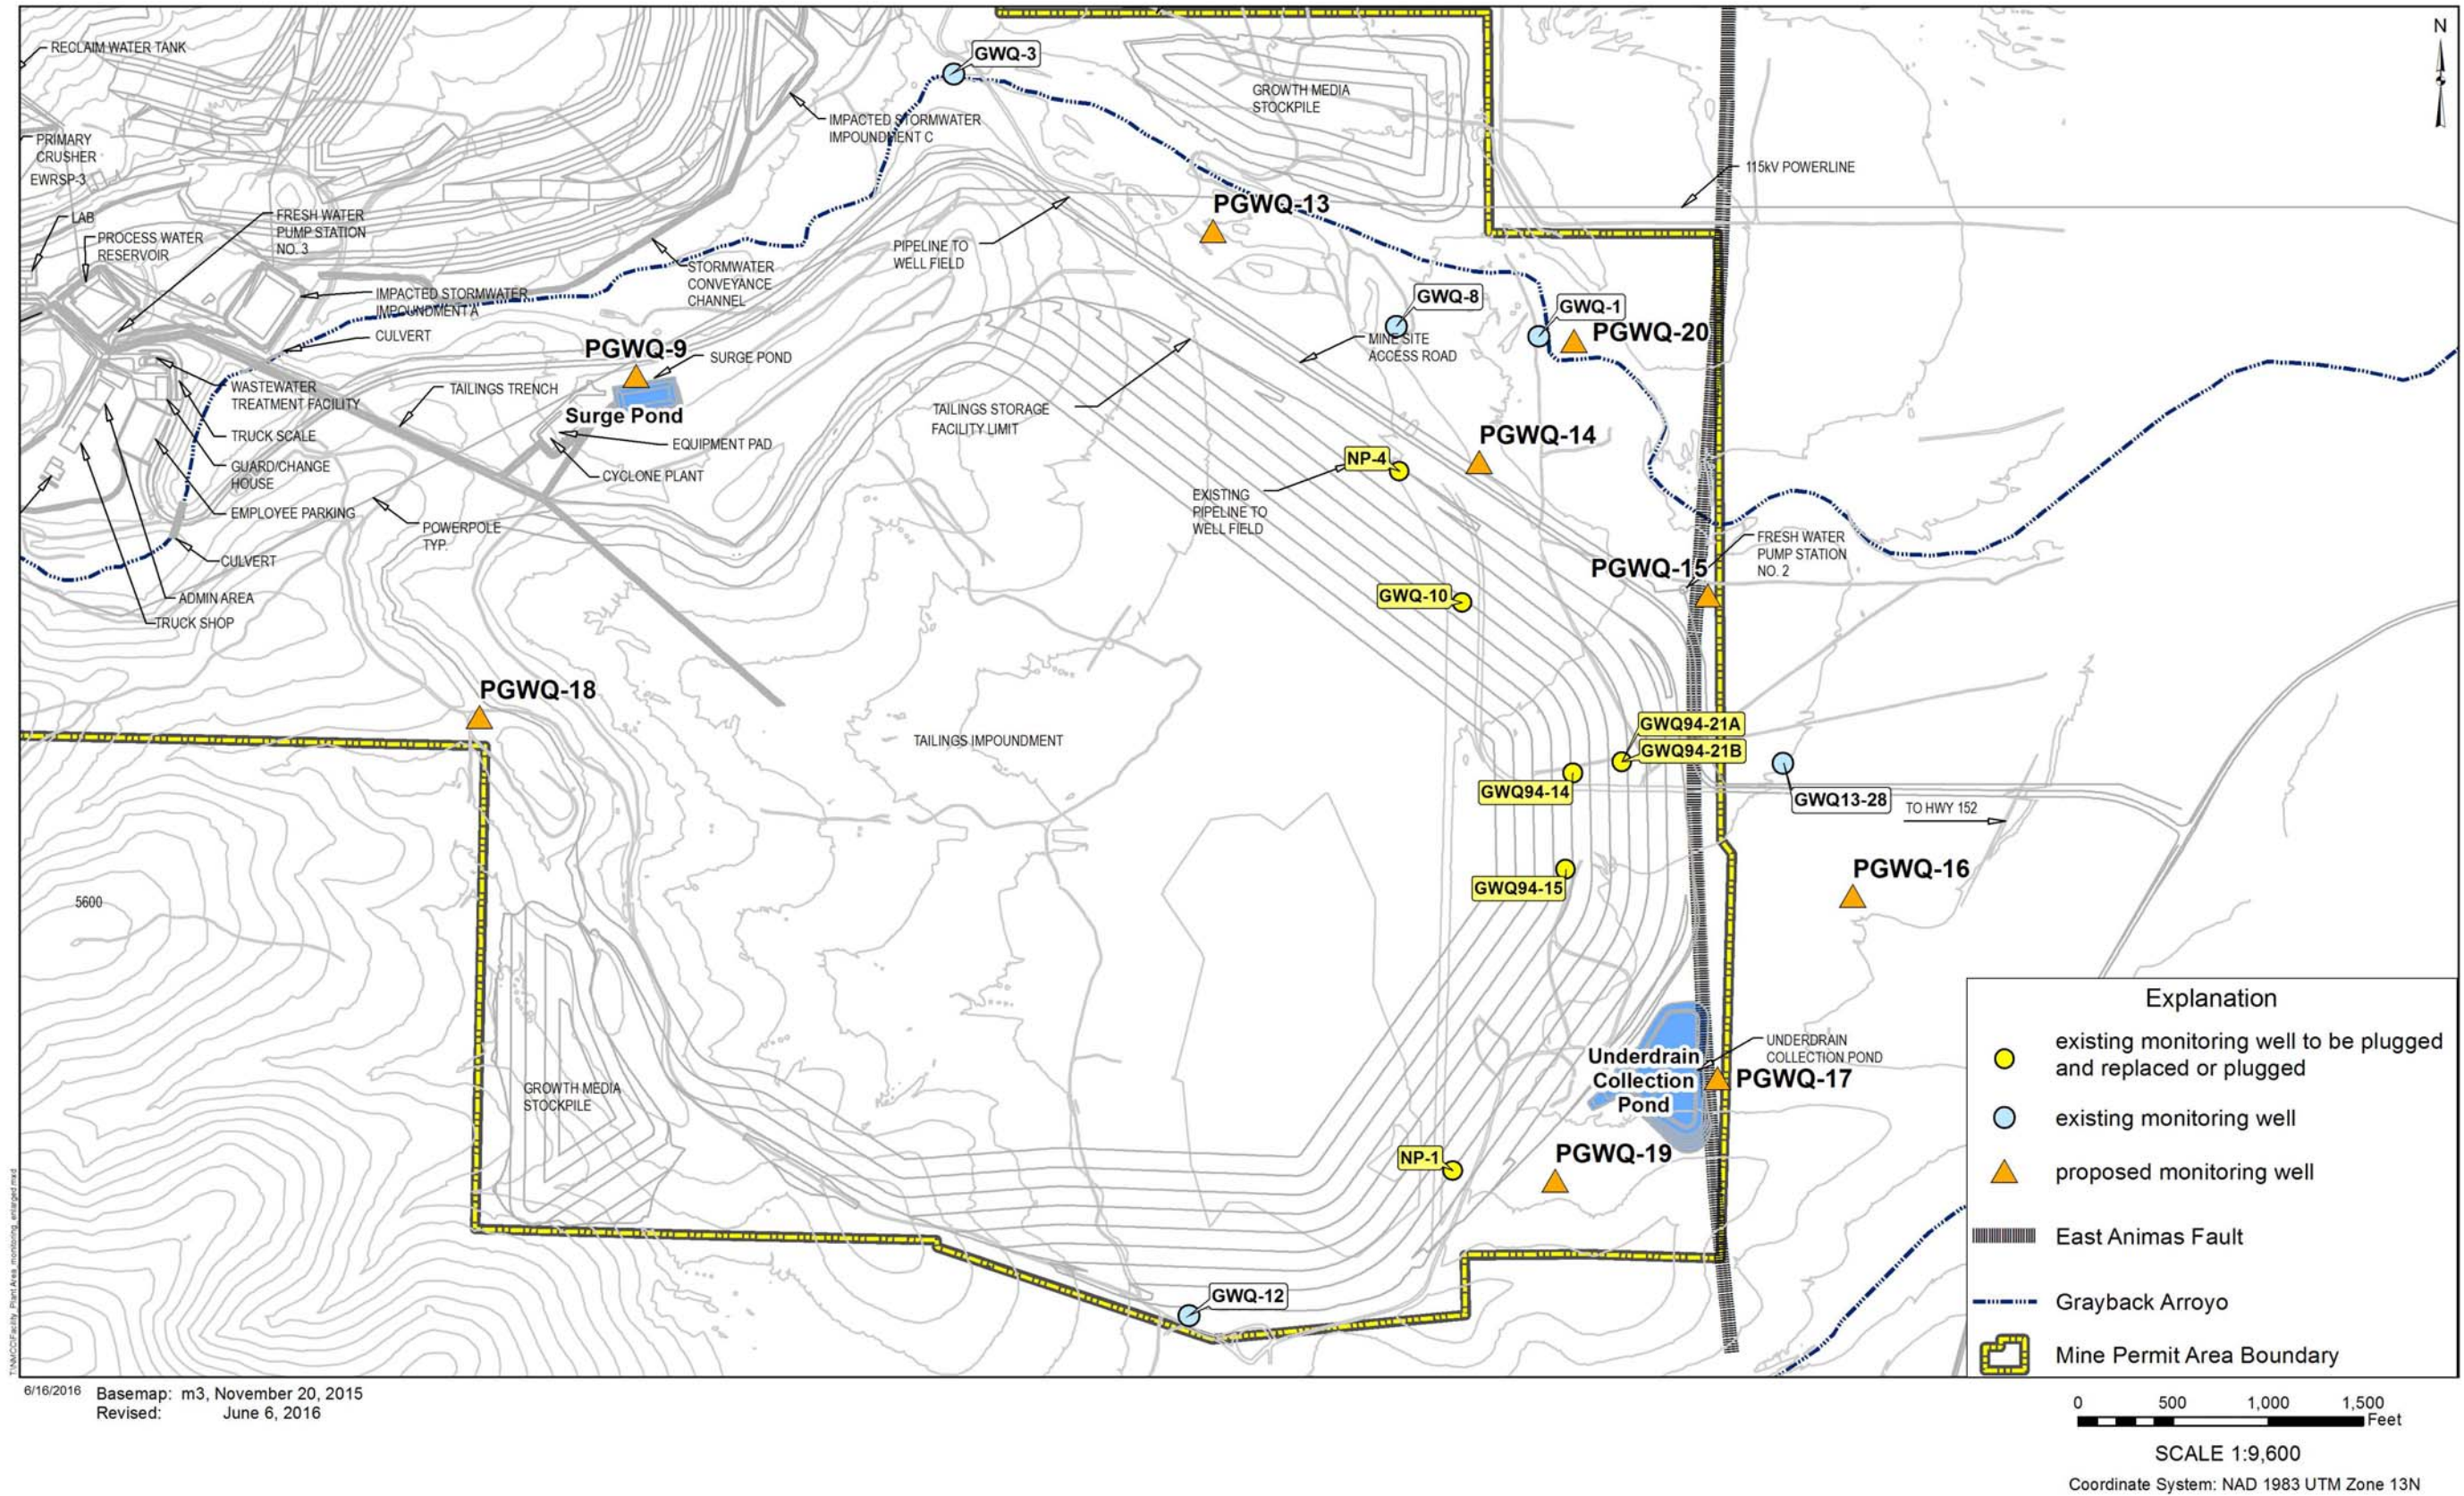 N
RECLAIM WATER TANK
GWQ-3
GROWTH MEDIA
STOCKPILE
IMPACTED STORMWATER
IMPOUNDMENT C
PRIMARY
CRUSHER
EWRSP-3
115kV POWERLINE
LAB
FRESH WATER
PUMP STATION
NO. 3
PGWQ-13
PROCESS WATER
RESERVOIR
PIPELINE TO
WELL FIELD
STORMWATER
CONVEYANCE
CHANNEL
IMPACTED STORMWATER
IMPOUNDMENT A
GWQ-8
GWQ-1
CULVERT
PGWQ-20
MINE SITE
ACCESS ROAD
PGWQ-9
SURGE POND
WASTEWATER
TREATMENT FACILITY
TAILINGS TRENCH
Surge Pond
TAILINGS STORAGE
FACILITY LIMIT
TRUCK SCALE
EQUIPMENT PAD
PGWQ-14
GUARD/CHANGE
HOUSE
CYCLONE PLANT
NP-4
EXISTING
PIPELINE TO
WELL FIELD
EMPLOYEE PARKING
POWERPOLE
TYP.
FRESH WATER
PUMP STATION
NO. 2
CULVERT
PGWQ-15
ADMIN AREA
GWQ-10
TRUCK SHOP
PGWQ-18
GWQ94-21A
TAILINGS IMPOUNDMENT
GWQ94-21B
GWQ94-14
GWQ13-28
TO HWY 152
PGWQ-16
GWQ94-15
5600
Underdrain
Collection
Pond
UNDERDRAIN
COLLECTION POND
PGWQ-17
GROWTH MEDIA
STOCKPILE
NP-1
PGWQ-19
GWQ-12
Explanation
existing monitoring well to be plugged
and replaced or plugged
existing monitoring well
proposed monitoring well
East Animas Fault
Grayback Arroyo
Mine Permit Area Boundary
6/16/2016
Basemap: m3, November 20, 2015
Revised: June 6, 2016
0 500 1,000 1,500
Feet
SCALE 1:9,600
Coordinate System: NAD 1983 UTM Zone 13N